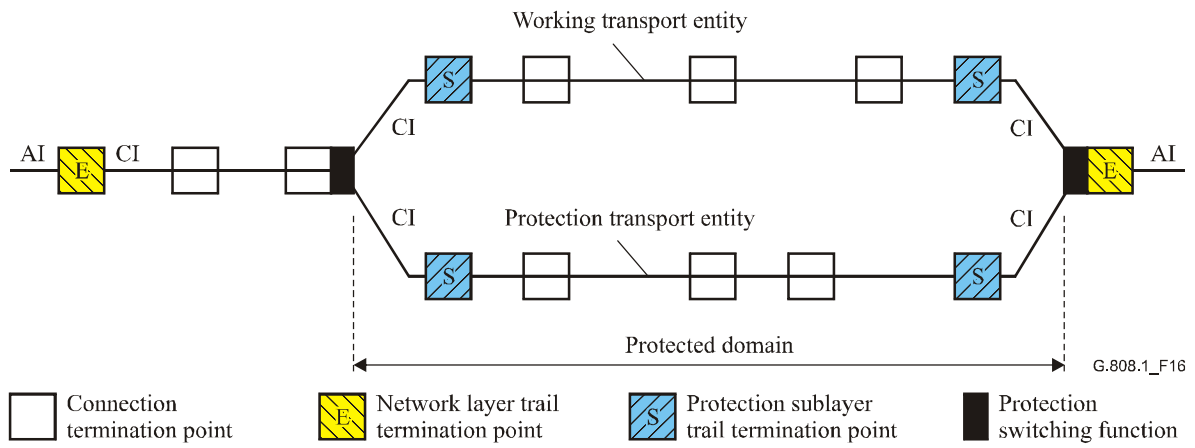 Working transport entity
S
S
CI
CI
AI
E
CI
E
AI
CI
Protection transport entity
CI
S
S
Protected domain
G.808.1_F16
Connection
termination point
E
Network layer trail
termination point
S
Protection sublayer
trail termination point
Protection
switching function